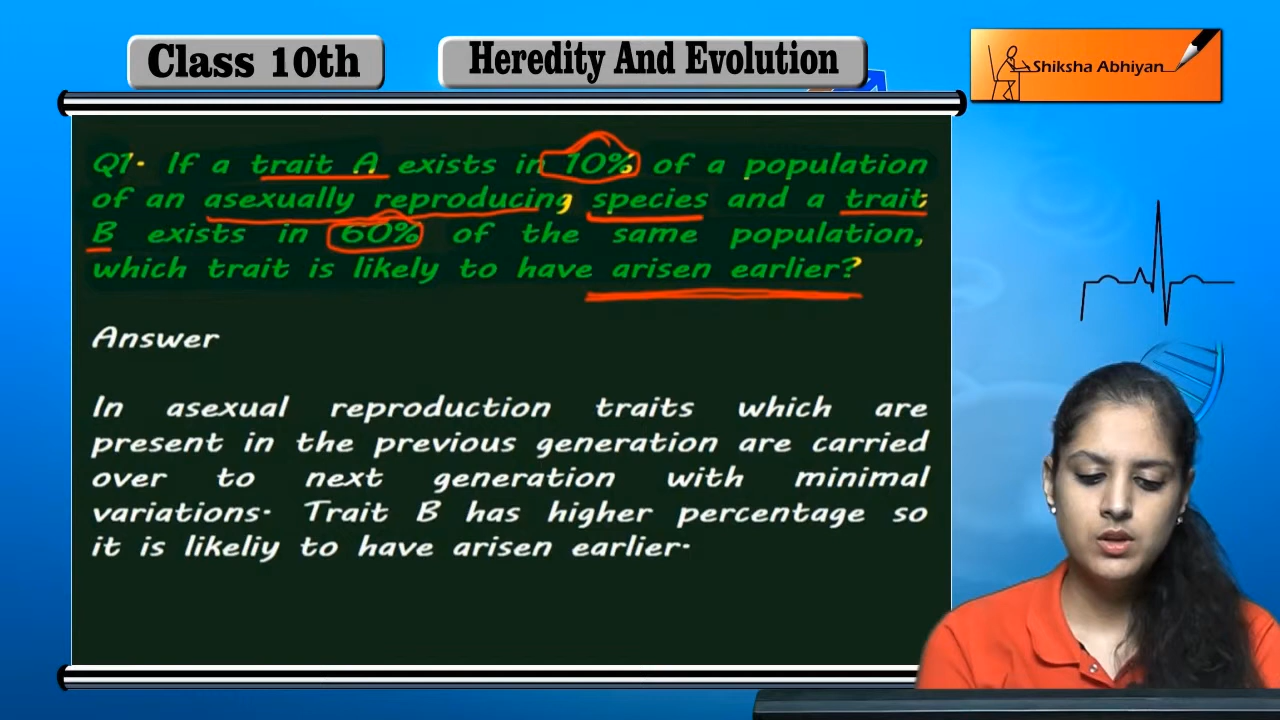 Class 10th
Heredity And Evolution
Shiksha Abhiyan
Q1. If a trait A exists in 10% of a population
of an asexually reproducing species and a trait
B exists in 60% of the same population,
which trait is likely to have arisen earlier?
Answer
In asexual reproduction traits which are
present in the previous generation are carried
over to next generation with minimal
variations. Trait B has higher percentage so
it is likeliy to have arisen earlier.